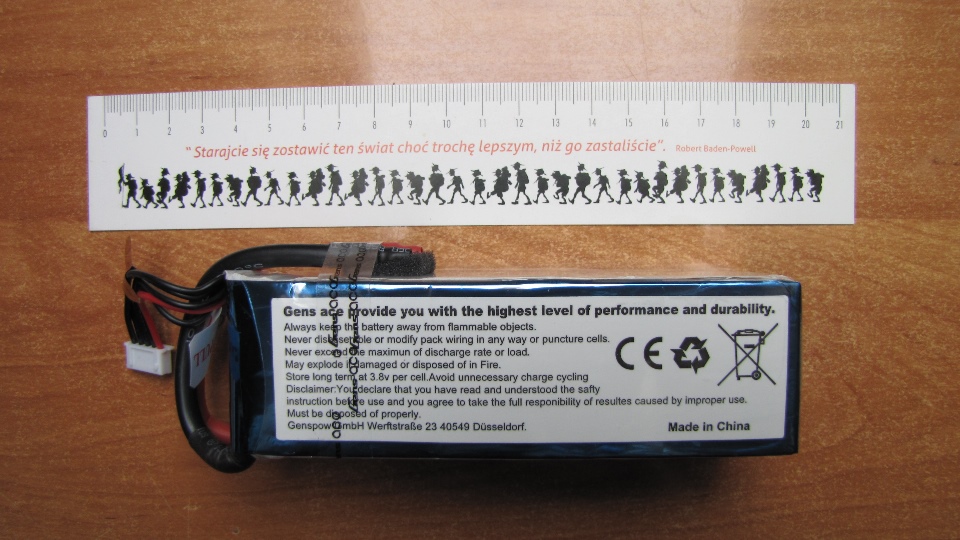 0 1 2 3 4 5 6 7 8 9 10 11 12 13 14 15 16 17 18 19 20 21
" Starajcie się zostawić ten świat choć trochę lepszym, niż go zastaliście". Robert Baden-Powell
Gens ace provide you with the highest level of performance and durability.
Always keep the battery away from flammable objects.
Never disassemble or modify pack wiring in any way or puncture cells.
Never exceed the maximun of discharge rate or load.
May explode if damaged or disposed of in Fire.
Store long term at 3.8v per cell.Avoid unnecessary charge cycling
Disclaimer:You declare that you have read and understood the safty
instruction before use and you agree to take the full responibility of resultes caused by improper use.
Must be disposed of properly.
Genspow GmbH Werftstraße 23 40549 Düsseldorf.
CE
Made in China